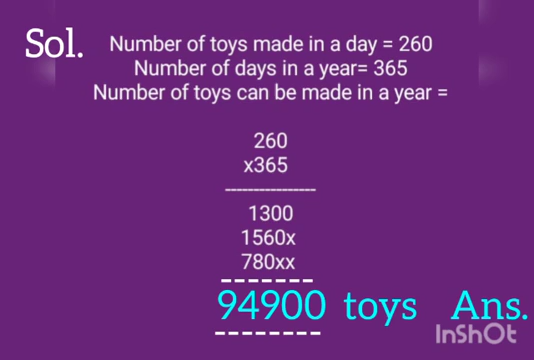 Sol. Number of toys made in a day = 260
Number of days in a year= 365
Number of toys can be made in a year =
260
x365
----------------
1300
1560x
780xx
-------
94900 toys Ans.
-------
InShOt